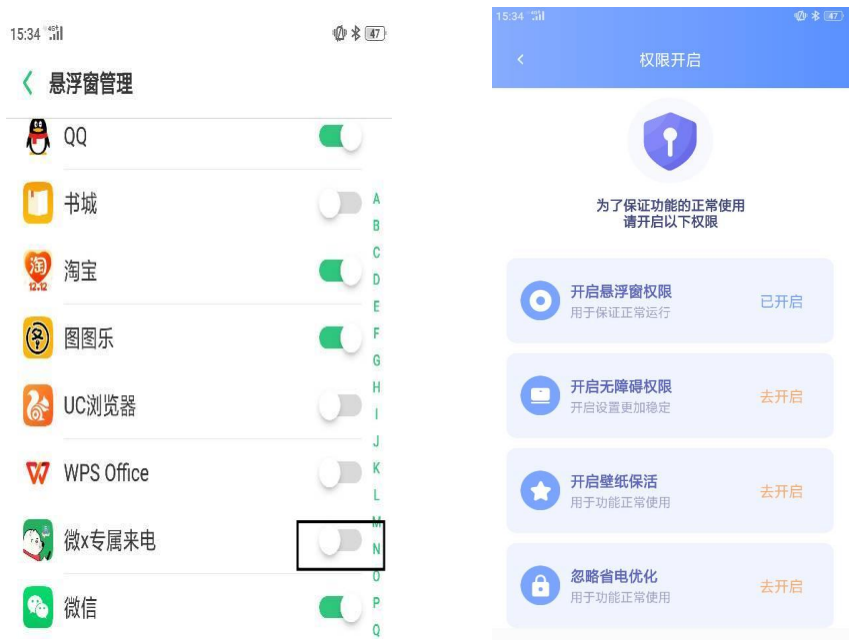 15:34 47
悬浮窗管理
QQ
书城
淘
12.12
淘宝
图图乐
UC浏览器
WPS Office
微x专属来电
微信
A
B
C
D
E
F
G
H
I
J
K
L
M
N
O
P
Q
15:34 47
权限开启
为了保证功能的正常使用
请开启以下权限
开启悬浮窗权限
用于保证正常运行
已开启
开启无障碍权限
开启设置更加稳定
去开启
开启壁纸保活
用于功能正常使用
去开启
忽略省电优化
用于功能正常使用
去开启